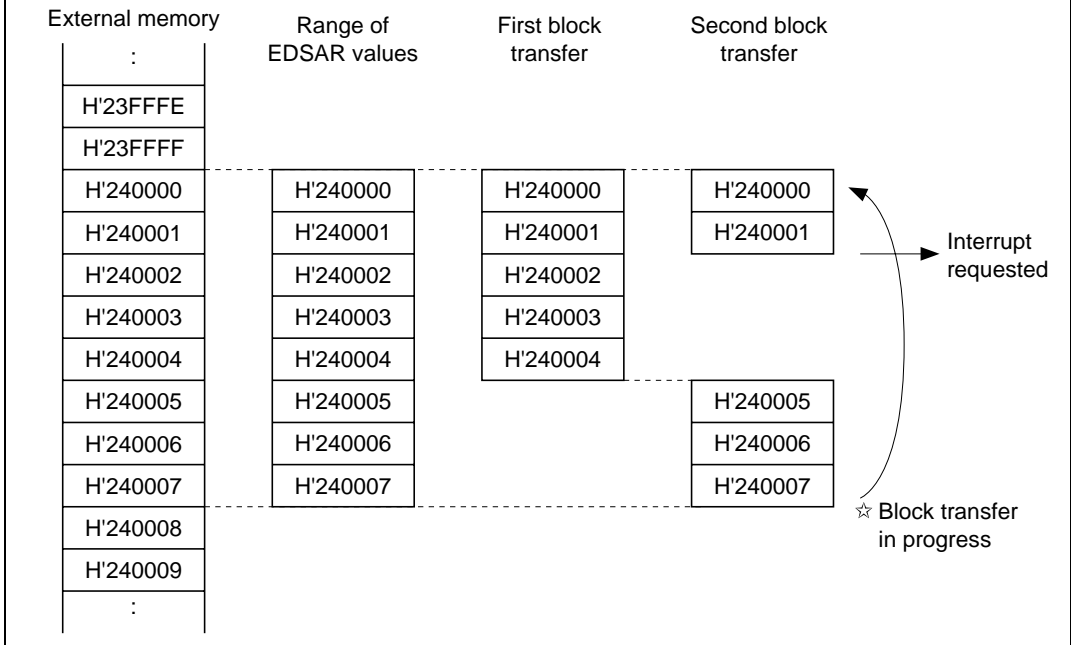 External memory
Range of
EDSAR values
First block
transfer
Second block
transfer
:
H'23FFFE
H'23FFFF
H'240000
H'240001
H'240002
H'240003
H'240004
H'240005
H'240006
H'240007
H'240008
H'240009
:
H'240000
H'240001
H'240002
H'240003
H'240004
H'240005
H'240006
H'240007
H'240000
H'240001
H'240002
H'240003
H'240004
H'240000
H'240001
H'240005
H'240006
H'240007
Interrupt
requested
☆ Block transfer
in progress